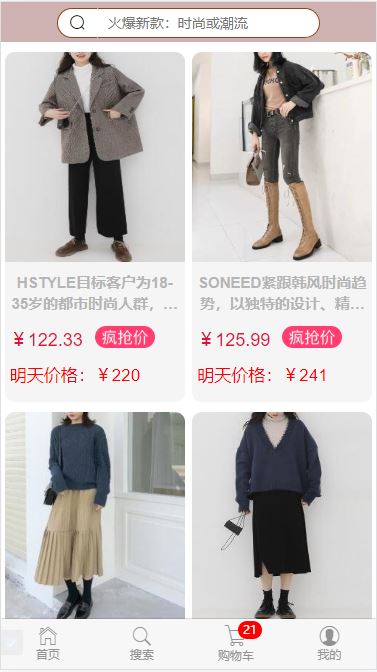 火爆新款：时尚或潮流
HSTYLE目标客户为18-
35岁的都市时尚人群，...
￥122.33 疯抢价
明天价格：￥220
SONEED紧跟韩风时尚趋
势，以独特的设计、精...
￥125.99 疯抢价
明天价格：￥241
首页
搜索
21
购物车
我的